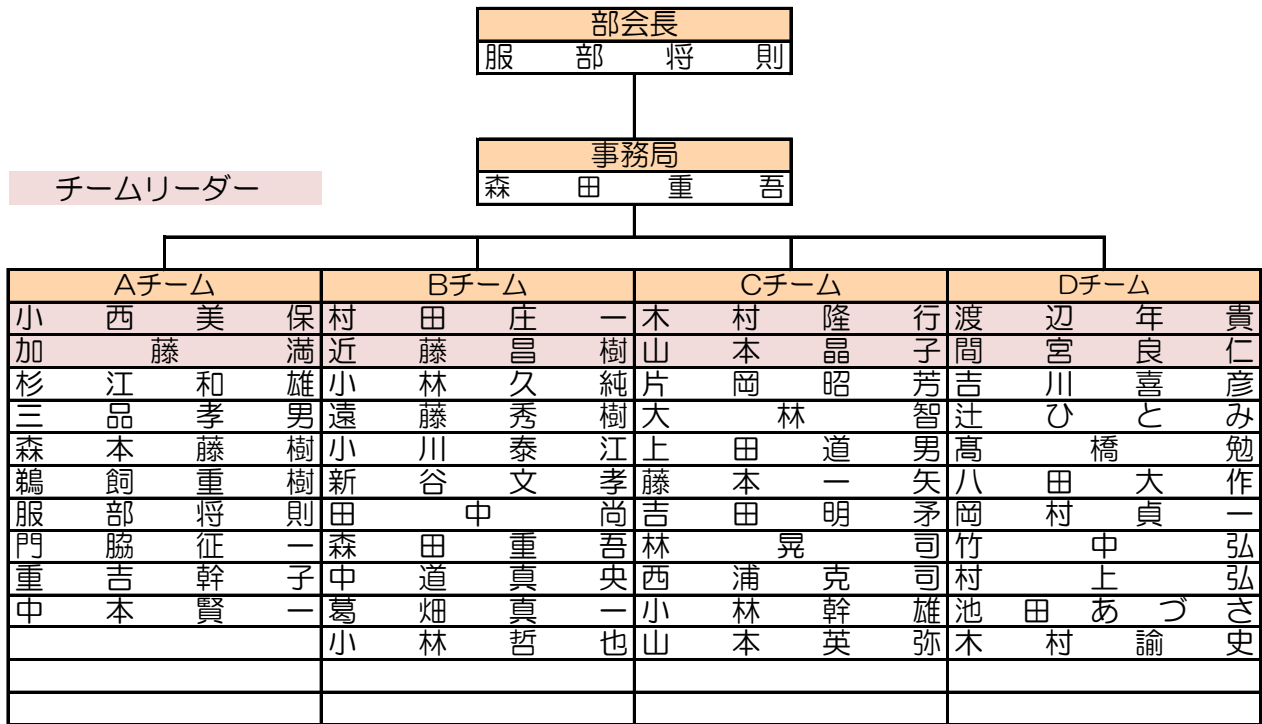 部会長
服部将則
事務局
森田重吾
チームリーダー
Aチーム Bチーム Cチーム Dチーム
小西美保 村田庄一 木村隆行 渡辺年貴
加藤満 近藤昌樹 山本晶子 間宮良仁
杉江和雄 小林久純 片岡昭芳 吉川喜彦
三品孝男 遠藤秀樹 大林智 辻ひとみ
森本藤樹 小川泰江 上田道男 髙橋勉
鵜飼重樹 新谷文孝 藤本一矢 八田大作
服部将則 田中尚 吉田明矛 岡村貞一
門脇征一 森田重吾 林晃司 竹中弘
重吉幹子 中道真央 西浦克司 村上弘
中本賢一 葛畑真一 小林幹雄 池田あづさ
小林哲也 山本英弥 木村諭史